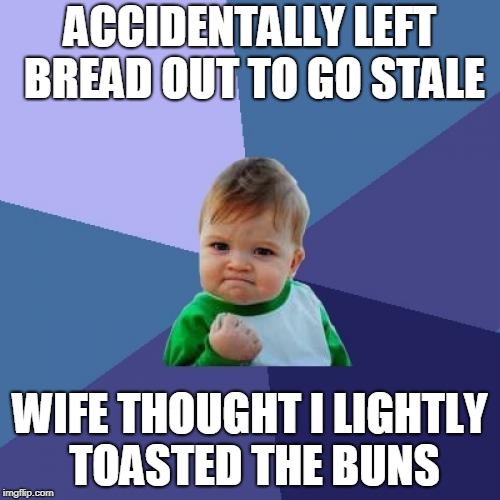 ACCIDENTALLY LEFT
BREAD OUT TO GO STALE
WIFE THOUGHT I LIGHTLY
TOASTED THE BUNS
imgflip.com